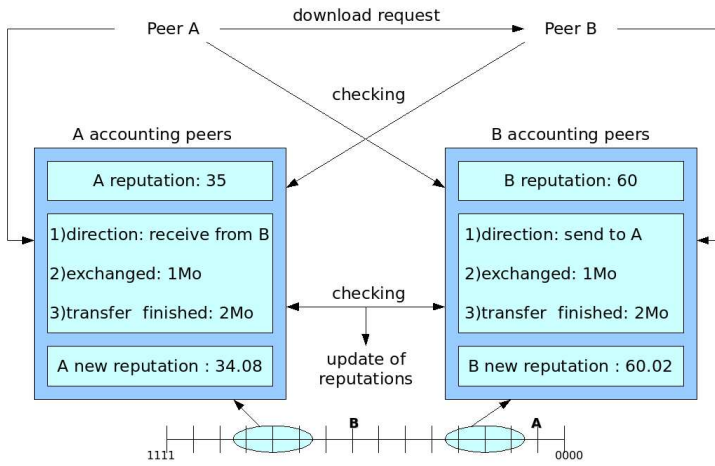 Peer A
download request
Peer B
checking
A accounting peers
B accounting peers
A reputation: 35
B reputation: 60
1)direction: receive from B
2)exchanged: 1Mo
3)transfer finished: 2Mo
1)direction: send to A
2)exchanged: 1Mo
3)transfer finished: 2Mo
checking
update of
reputations
A new reputation : 34.08
B new reputation : 60.02
B
A
1111
0000